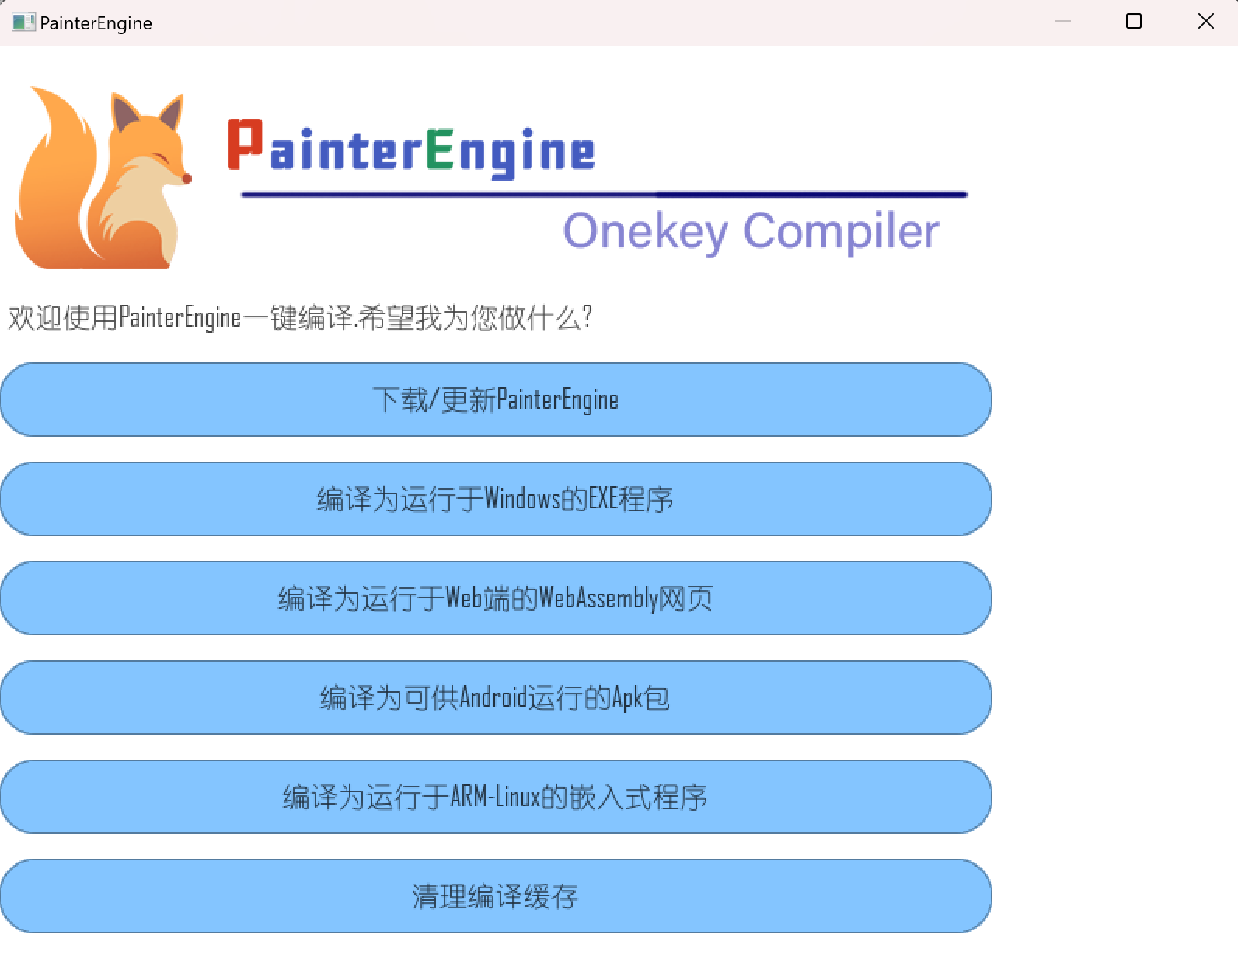 PainterEngine
PainterEngine
Onekey Compiler
欢迎使用PainterEngine一键编译.希望我为您做什么?
下载/更新PainterEngine
编译为运行于Windows的EXE程序
编译为运行于Web端的WebAssembly网页
编译为可供Android运行的Apk包
编译为运行于ARM-Linux的嵌入式程序
清理编译缓存